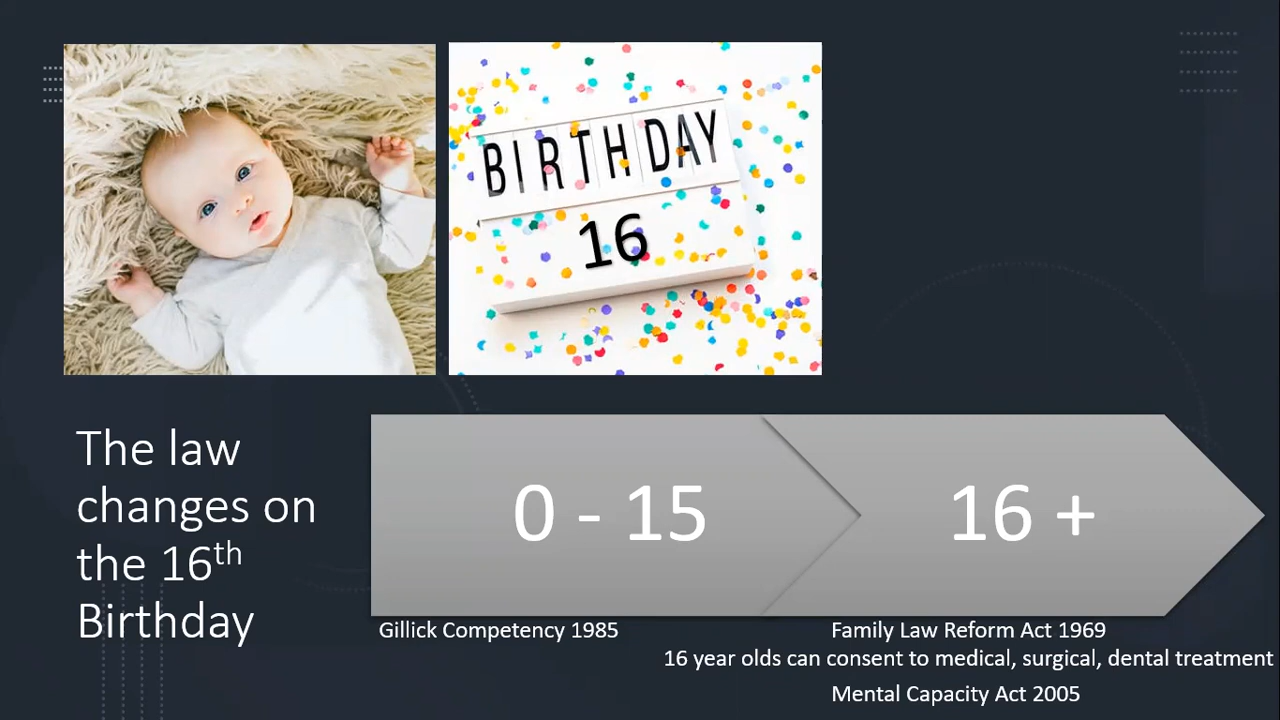 BIRTHDAY
16
The law
changes on
the 16th
Birthday
0 - 15
16 +
Gillick Competency 1985
Family Law Reform Act 1969
16 year olds can consent to medical, surgical, dental treatment
Mental Capacity Act 2005